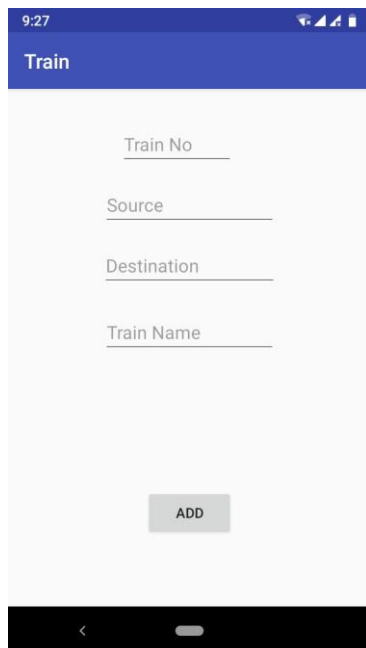 9:27
Train
Train No
Source
Destination
Train Name
ADD